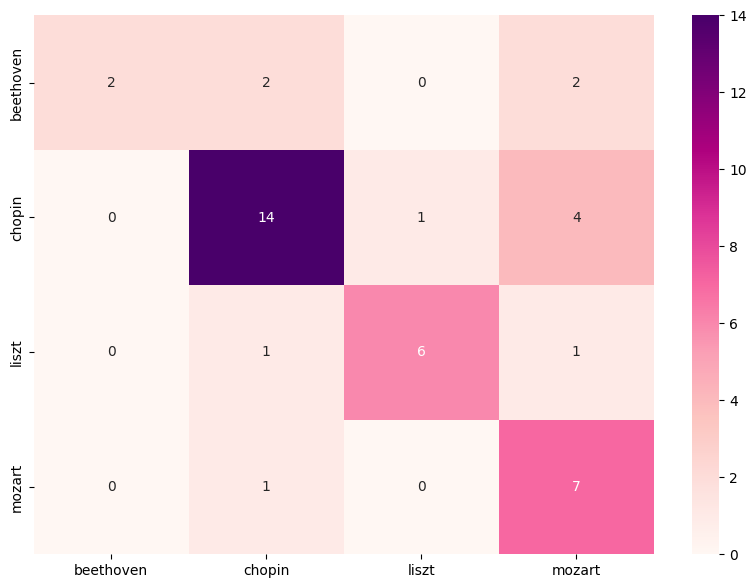 beethoven 2 2 0 2
chopin 0 14 1 4
liszt 0 1 6 1
mozart 0 1 0 7
beethoven chopin liszt mozart
14
12
10
8
6
4
2
0